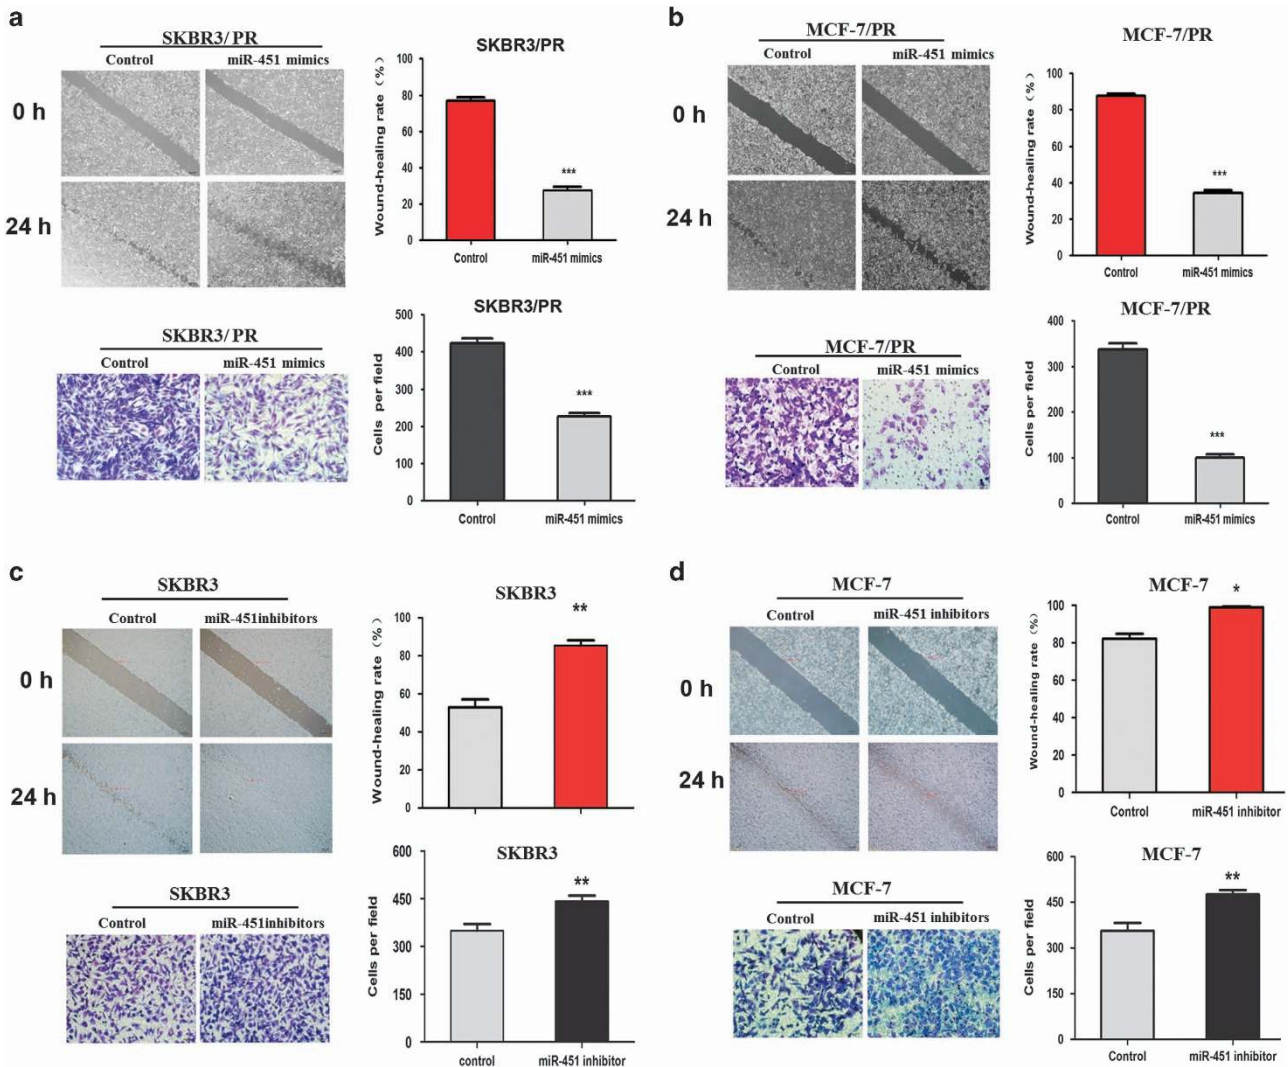 a
SKBR3/PR
Control miR-451 mimics
0 h
24 h
SKBR3/PR
Wound-healing rate (%)
100
80
60
40
20
0
***
Control miR-451 mimics
SKBR3/PR
Control miR-451 mimics
SKBR3/PR
Cells per field
500
400
300
200
100
0
***
Control miR-451 mimics
b
MCF-7/PR
Control miR-451 mimics
0 h
24 h
MCF-7/PR
Wound-healing rate (%)
100
80
60
40
20
0
***
Control miR-451 mimics
MCF-7/PR
Control miR-451 mimics
MCF-7/PR
Cells per field
400
300
200
100
0
***
Control miR-451 mimics
c
SKBR3
Control miR-451inhibitors
0 h
24 h
SKBR3
Wound-healing rate (%)
100
80
60
40
20
0
**
Control miR-451 inhibitor
SKBR3
Control miR-451inhibitors
SKBR3
Cells per field
600
450
300
150
0
**
control miR-451 inhibitor
d
MCF-7
Control miR-451 inhibitors
0 h
24 h
MCF-7
Wound-healing rate (%)
100
80
60
40
20
0
*
Control miR-451 inhibitor
MCF-7
Control miR-451 inhibitors
MCF-7
Cells per field
600
450
300
150
0
**
Control miR-451 inhibitor